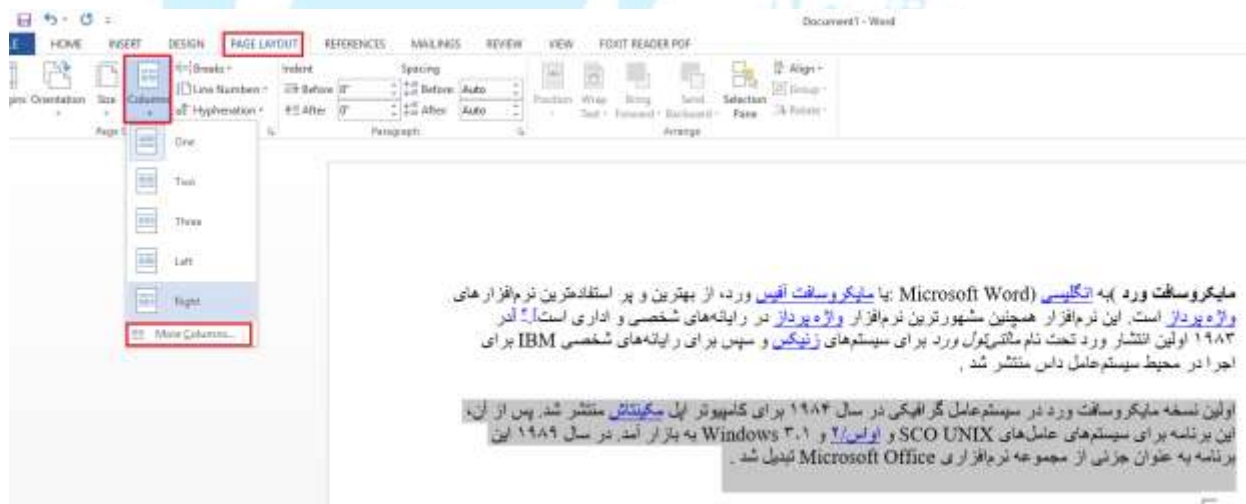 Document1 - Word
HOME INSERT DESIGN PAGE LAYOUT REFERENCES MAILINGS REVIEW VIEW FOXIT READER PDF
Orientation Size Columns Breaks Line Numbers Hyphenation
Indent Before 0" After 0"
Spacing Before Auto After Auto
Position Wrap Text Bring Forward Send Backward Selection Pane Align Group Rotate
Paragraph Arrange
One
Two
Three
Left
Right
More Columns...
مایکروسافت ورد )به انگلیسی (Microsoft Word :یا مایکروسافت آفیس ورد، از بهترین و پر استفاده‌ترین نرم‌افزارهای
واژه‌پرداز است. این نرم‌افزار همچنین مشهورترین نرم‌افزار واژه‌پرداز در رایانه‌های شخصی و اداری است
۱۹۸۳ اولین انتشار ورد تحت نام مالتی‌تول ورد برای سیستم‌های زنیکس و سپس برای رایانه‌های شخصی IBM برای
اجرا در محیط سیستم‌عامل داس منتشر شد .
اولین نسخه مایکروسافت ورد در سیستم‌عامل گرافیکی در سال ۱۹۸۴ برای کامپیوتر اپل مکینتاش منتشر شد. پس از آن،
این برنامه برای سیستم‌های عامل‌های SCO UNIX و اواس/۲ و Windows ۳.۱ به بازار آمد. در سال ۱۹۸۹ این
برنامه به عنوان جزئی از مجموعه نرم‌افزاری Microsoft Office تبدیل شد .